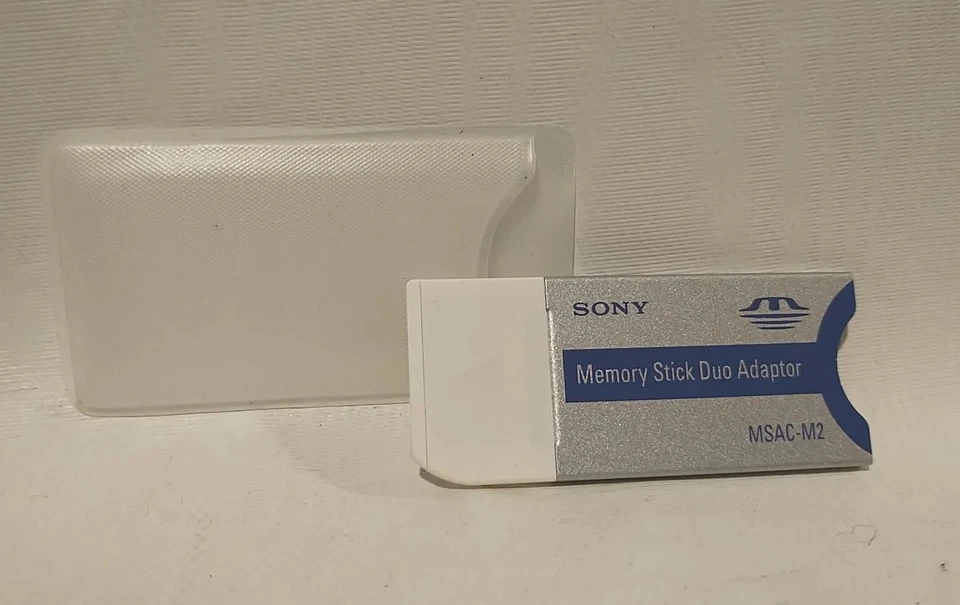 SONY
Memory Stick Duo Adaptor
MSAC-M2